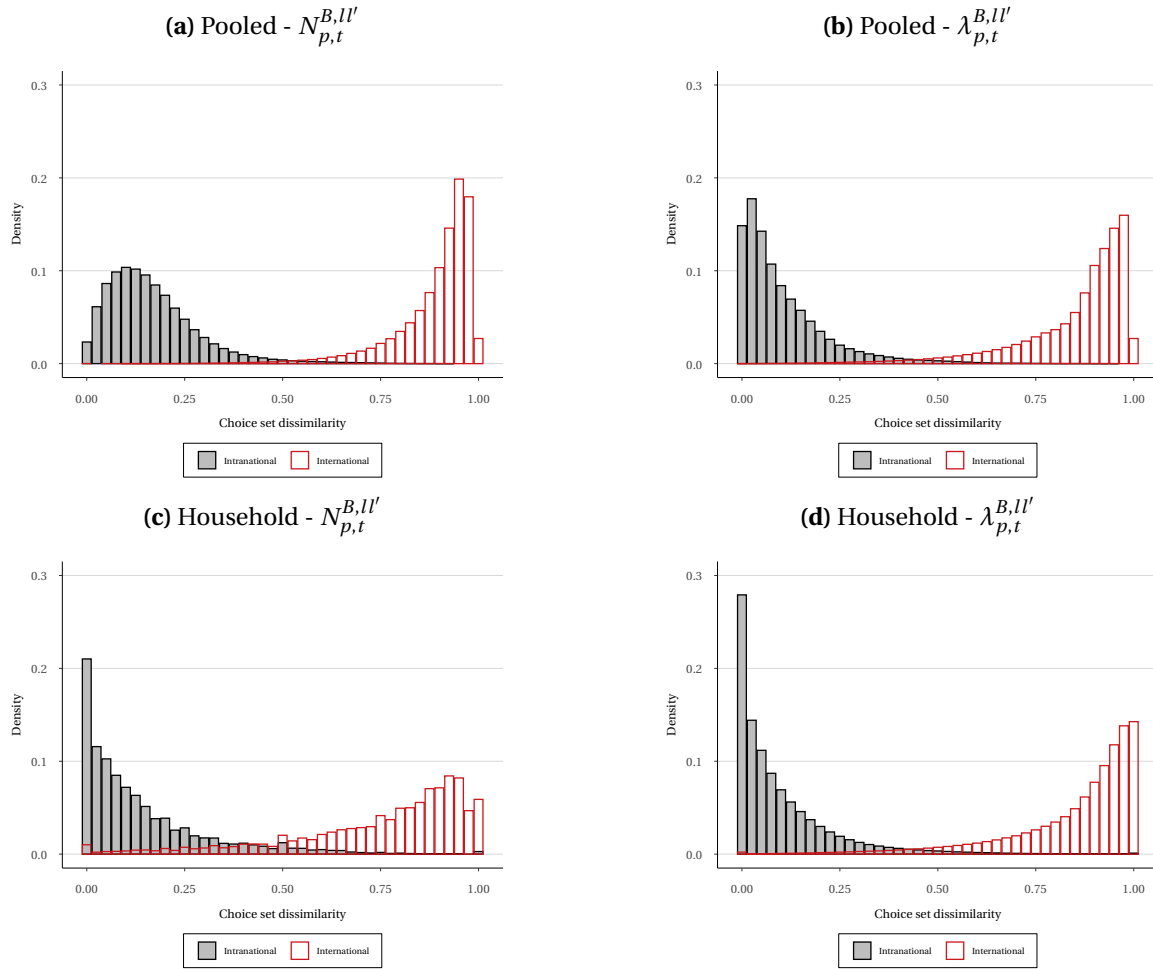 (a) Pooled - $N_{p,t}^{B,ll'}$
0.3
0.2
0.1
0.0
Density
0.00 0.25 0.50 0.75 1.00
Choice set dissimilarity
Intranational International
(b) Pooled - $\lambda_{p,t}^{B,ll'}$
0.3
0.2
0.1
0.0
Density
0.00 0.25 0.50 0.75 1.00
Choice set dissimilarity
Intranational International
(c) Household - $N_{p,t}^{B,ll'}$
0.3
0.2
0.1
0.0
Density
0.00 0.25 0.50 0.75 1.00
Choice set dissimilarity
Intranational International
(d) Household - $\lambda_{p,t}^{B,ll'}$
0.3
0.2
0.1
0.0
Density
0.00 0.25 0.50 0.75 1.00
Choice set dissimilarity
Intranational International